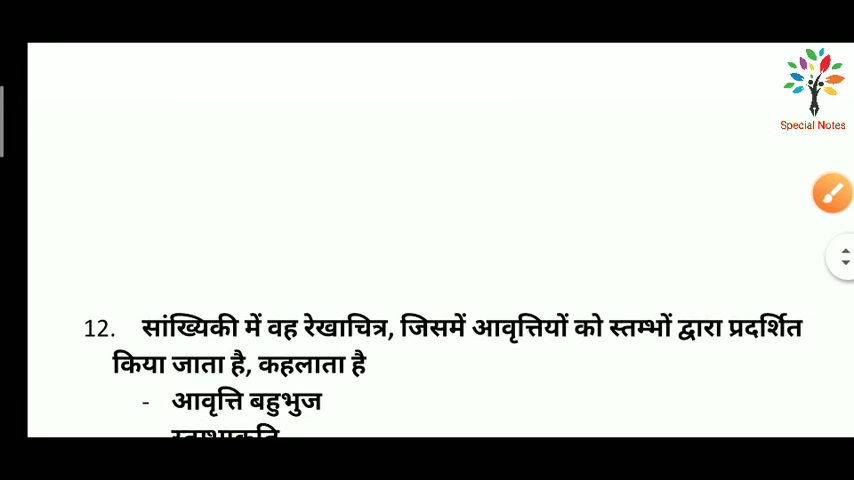 Special Notes
12. सांख्यिकी में वह रेखाचित्र, जिसमें आवृत्तियों को स्तम्भों द्वारा प्रदर्शित
किया जाता है, कहलाता है
- आवृत्ति बहुभुज